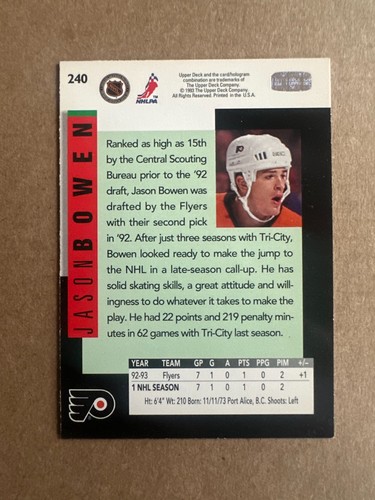 240
NHL
NHLPA
Upper Deck and the card/hologram
combination are trademarks of
The Upper Deck Company.
© 1993 The Upper Deck Company.
All Rights Reserved. Printed in the U.S.A.
JASON BOWEN
Ranked as high as 15th
by the Central Scouting
Bureau prior to the '92
draft, Jason Bowen was
drafted by the Flyers
with their second pick
in '92. After just three seasons with Tri-City,
Bowen looked ready to make the jump to
the NHL in a late-season call-up. He has
solid skating skills, a great attitude and will-
ingness to do whatever it takes to make the
play. He had 22 points and 219 penalty min-
utes in 62 games with Tri-City last season.
YEAR TEAM GP G A PTS PPG PIM +/-
92-93 Flyers 7 1 0 1 0 2 +1
1 NHL SEASON 7 1 0 1 0 2
Ht: 6'4" Wt: 210 Born: 11/11/73 Port Alice, B.C. Shoots: Left